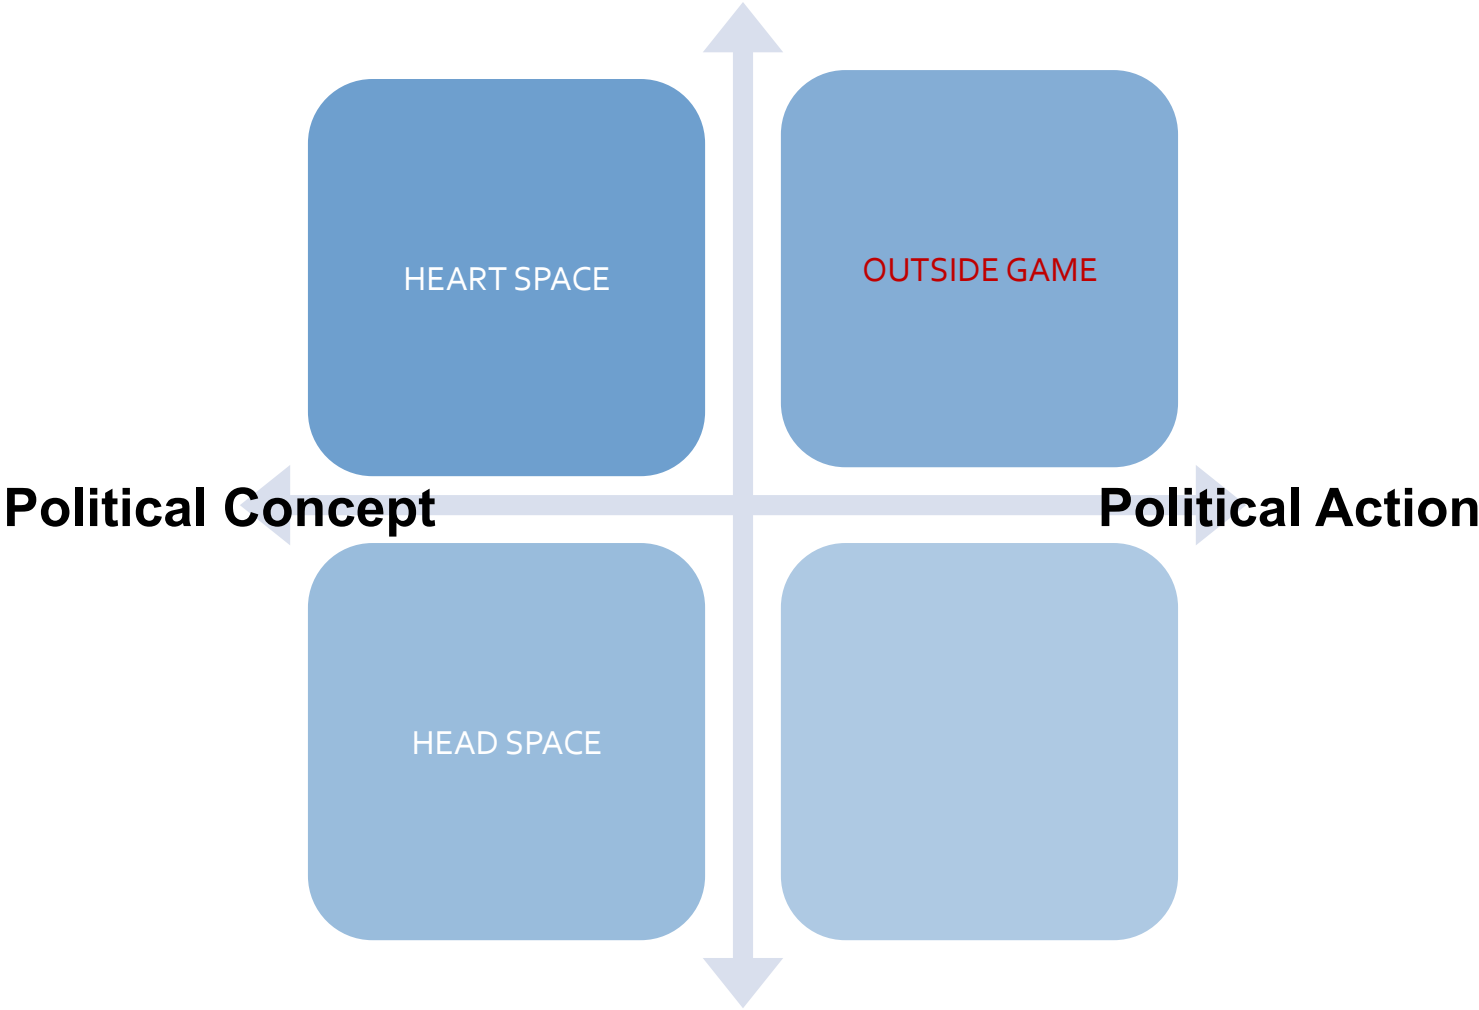 HEART SPACE
OUTSIDE GAME
Political Concept
Political Action
HEAD SPACE